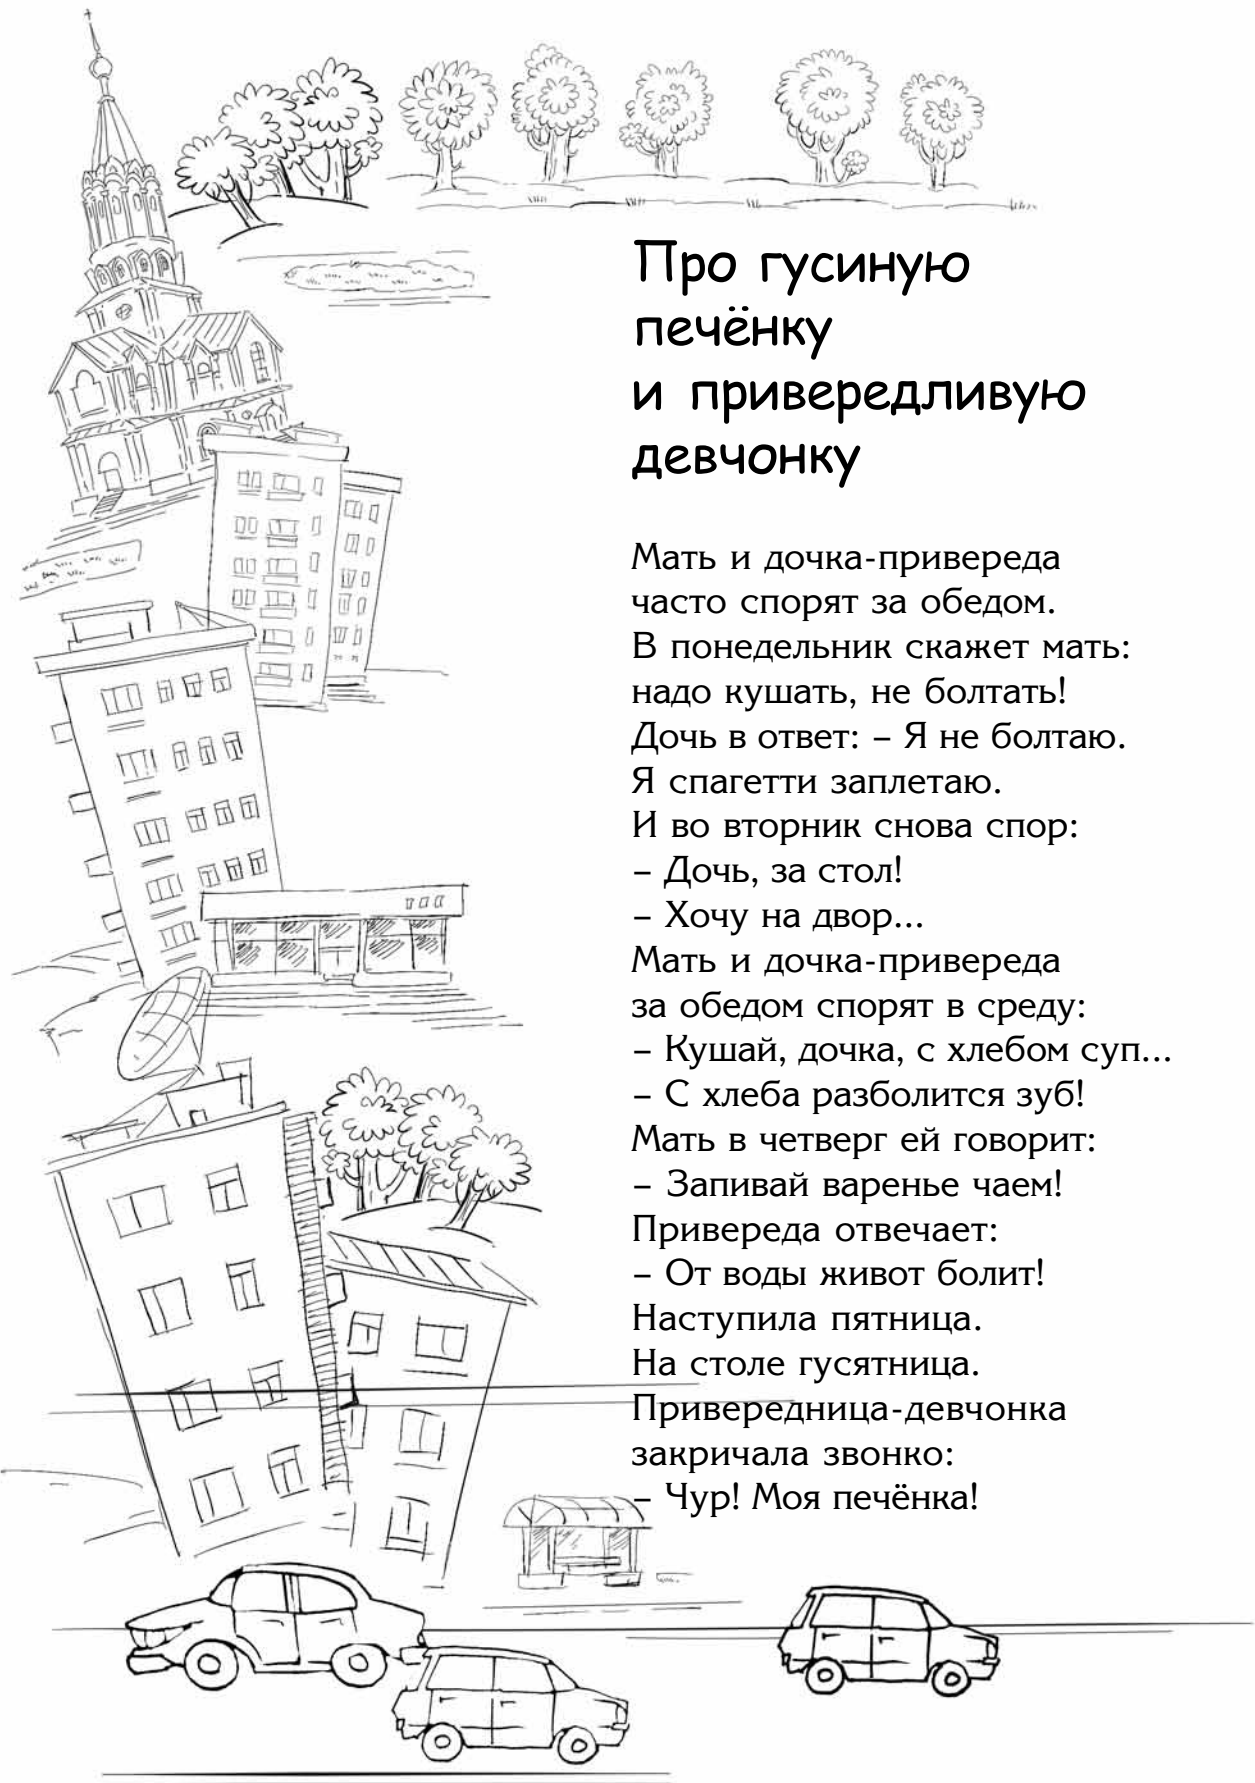 Про гусиную
печёнку
и привередливую
девчонку
Мать и дочка-привереда
часто спорят за обедом.
В понедельник скажет мать:
надо кушать, не болтать!
Дочь в ответ: – Я не болтаю.
Я спагетти заплетаю.
И во вторник снова спор:
– Дочь, за стол!
– Хочу на двор...
Мать и дочка-привереда
за обедом спорят в среду:
– Кушай, дочка, с хлебом суп...
– С хлеба разболится зуб!
Мать в четверг ей говорит:
– Запивай варенье чаем!
Привереда отвечает:
– От воды живот болит!
Наступила пятница.
На столе гусятница.
Привередница-девчонка
закричала звонко:
– Чур! Моя печёнка!